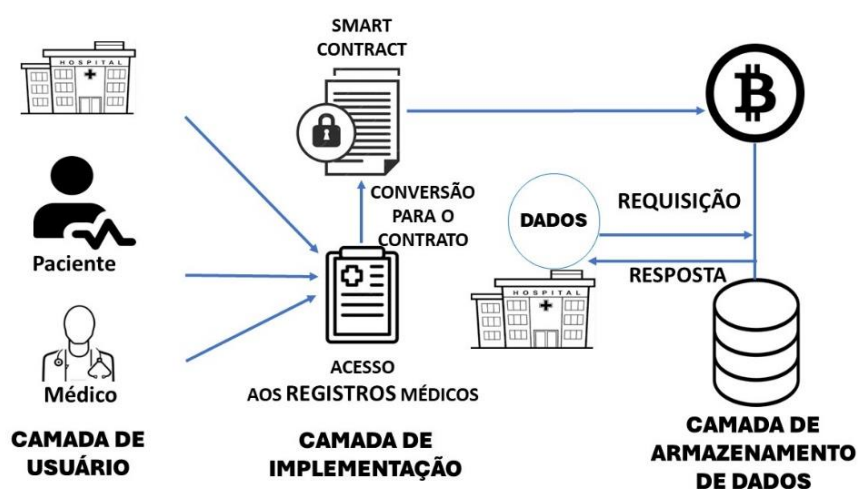 HOSPITAL
Paciente
Médico
CAMADA DE
USUÁRIO
SMART
CONTRACT
CONVERSÃO
PARA O
CONTRATO
ACESSO
AOS REGISTROS MÉDICOS
CAMADA DE
IMPLEMENTAÇÃO
DADOS
HOSPITAL
REQUISIÇÃO
RESPOSTA
₿
CAMADA DE
ARMAZENAMENTO
DE DADOS